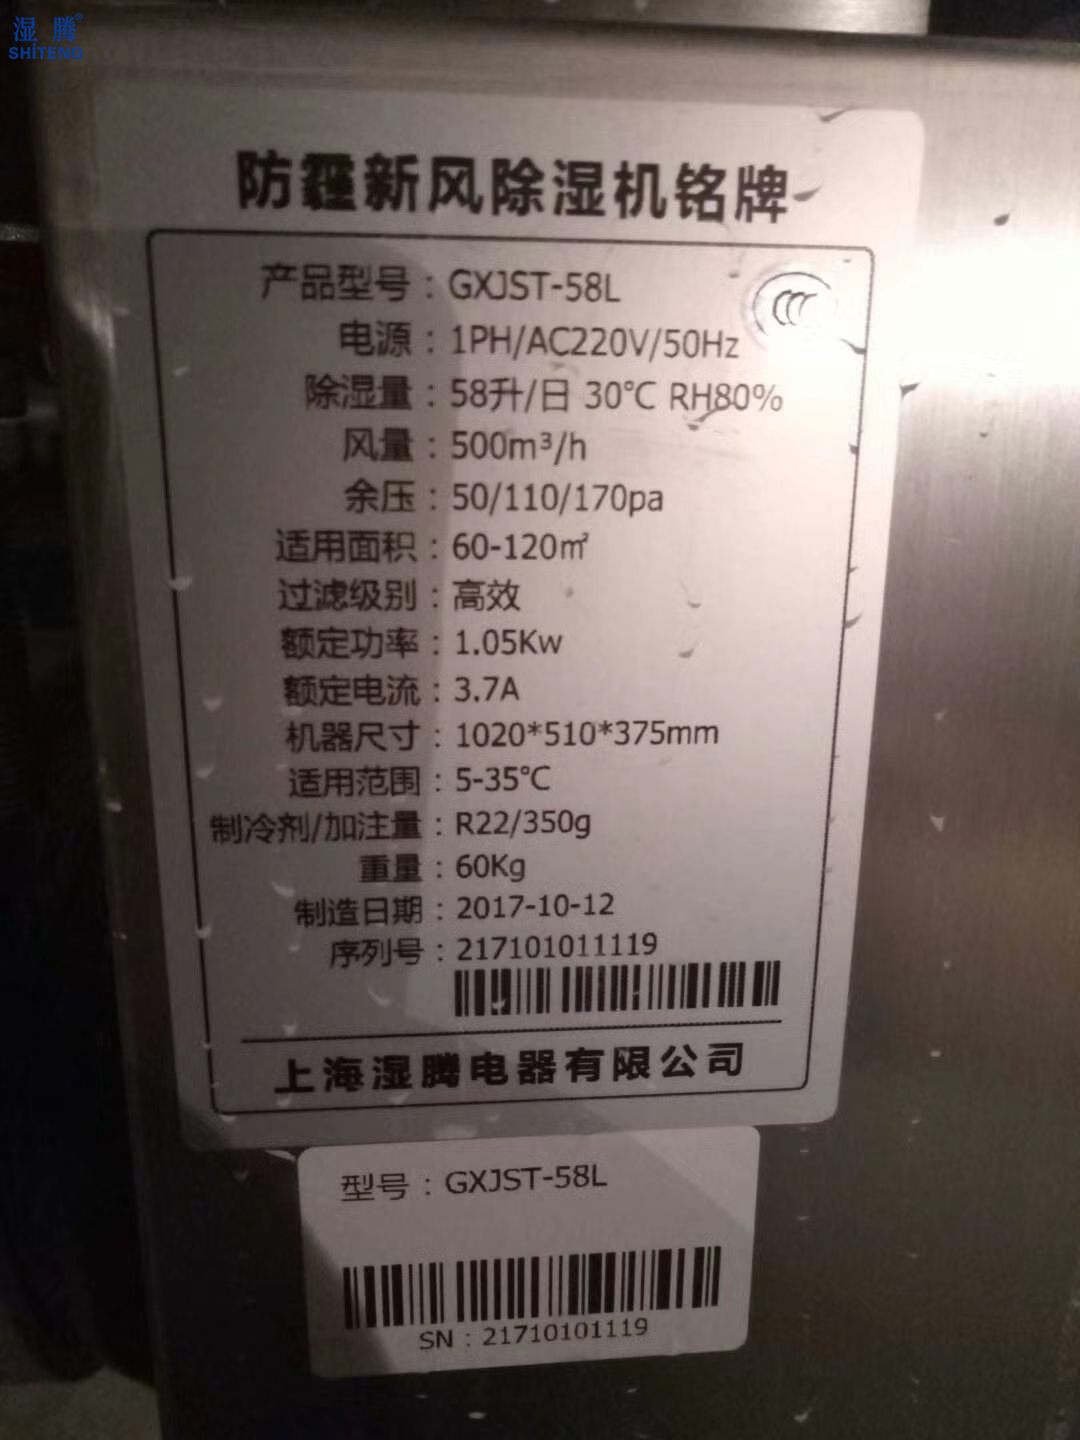 湿腾®
SHiTENG
防霾新风除湿机铭牌
产品型号：GXJST-58L
CCC
电源：1PH/AC220V/50Hz
除湿量：58升/日 30℃ RH80%
风量：500m³/h
余压：50/110/170pa
适用面积：60-120㎡
过滤级别：高效
额定功率：1.05Kw
额定电流：3.7A
机器尺寸：1020*510*375mm
适用范围：5-35℃
制冷剂/加注量：R22/350g
重量：60Kg
制造日期：2017-10-12
序列号：217101011119
上海湿腾电器有限公司
型号：GXJST-58L
SN：21710101119